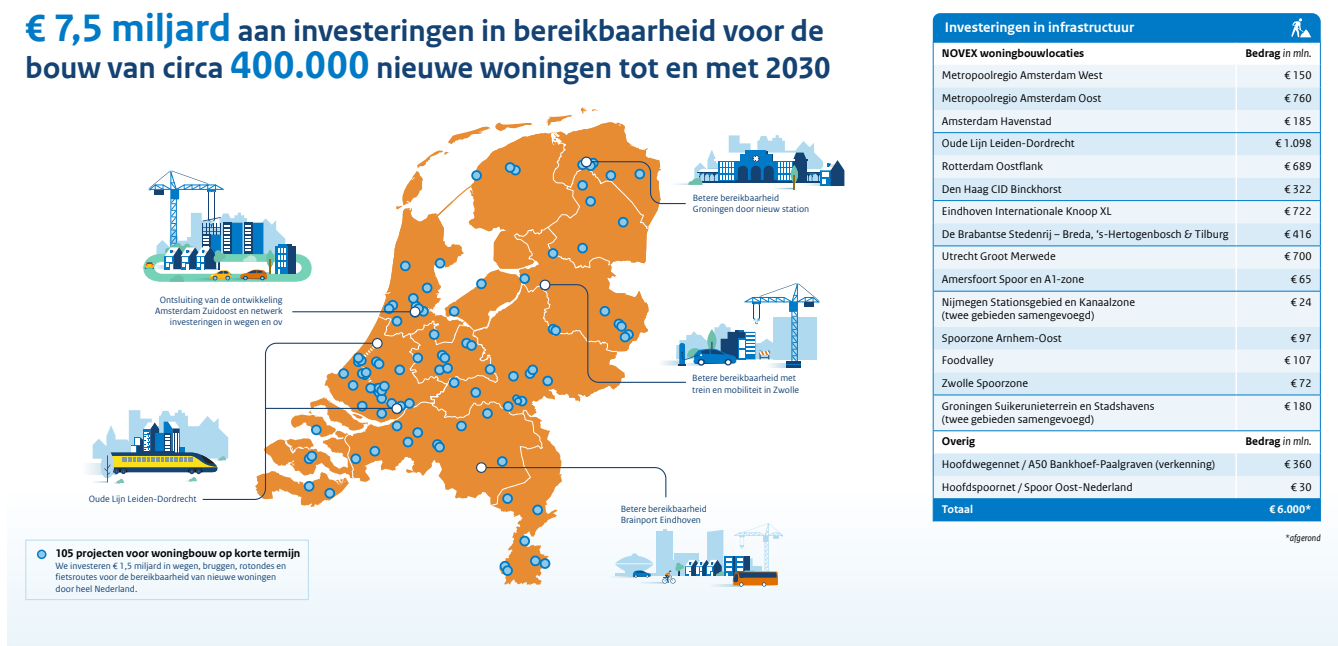 € 7,5 miljard aan investeringen in bereikbaarheid voor de
bouw van circa 400.000 nieuwe woningen tot en met 2030
Betere bereikbaarheid
Groningen door nieuw station
Ontsluiting van de ontwikkeling
Amsterdam Zuidoost en netwerk
investeringen in wegen en ov
Betere bereikbaarheid met
trein en mobiliteit in Zwolle
Oude Lijn Leiden-Dordrecht
Betere bereikbaarheid
Brainport Eindhoven
105 projecten voor woningbouw op korte termijn
We investeren € 1,5 miljard in wegen, bruggen, rotondes en
fietsroutes voor de bereikbaarheid van nieuwe woningen
door heel Nederland.
Investeringen in infrastructuur
NOVEX woningbouwlocaties Bedrag in mln.
Metropoolregio Amsterdam West € 150
Metropoolregio Amsterdam Oost € 760
Amsterdam Havenstad € 185
Oude Lijn Leiden-Dordrecht € 1.098
Rotterdam Oostflank € 689
Den Haag CID Binckhorst € 322
Eindhoven Internationale Knoop XL € 722
De Brabantse Stedenrij – Breda, ‘s-Hertogenbosch & Tilburg € 416
Utrecht Groot Merwede € 700
Amersfoort Spoor en A1-zone € 65
Nijmegen Stationsgebied en Kanaalzone € 24
(twee gebieden samengevoegd)
Spoorzone Arnhem-Oost € 97
Foodvalley € 107
Zwolle Spoorzone € 72
Groningen Suikerunieterrein en Stadshavens € 180
(twee gebieden samengevoegd)
Overig Bedrag in mln.
Hoofdwegennet / A50 Bankhoef-Paalgraven (verkenning) € 360
Hoofdspoornet / Spoor Oost-Nederland € 30
Totaal € 6.000*
*afgerond